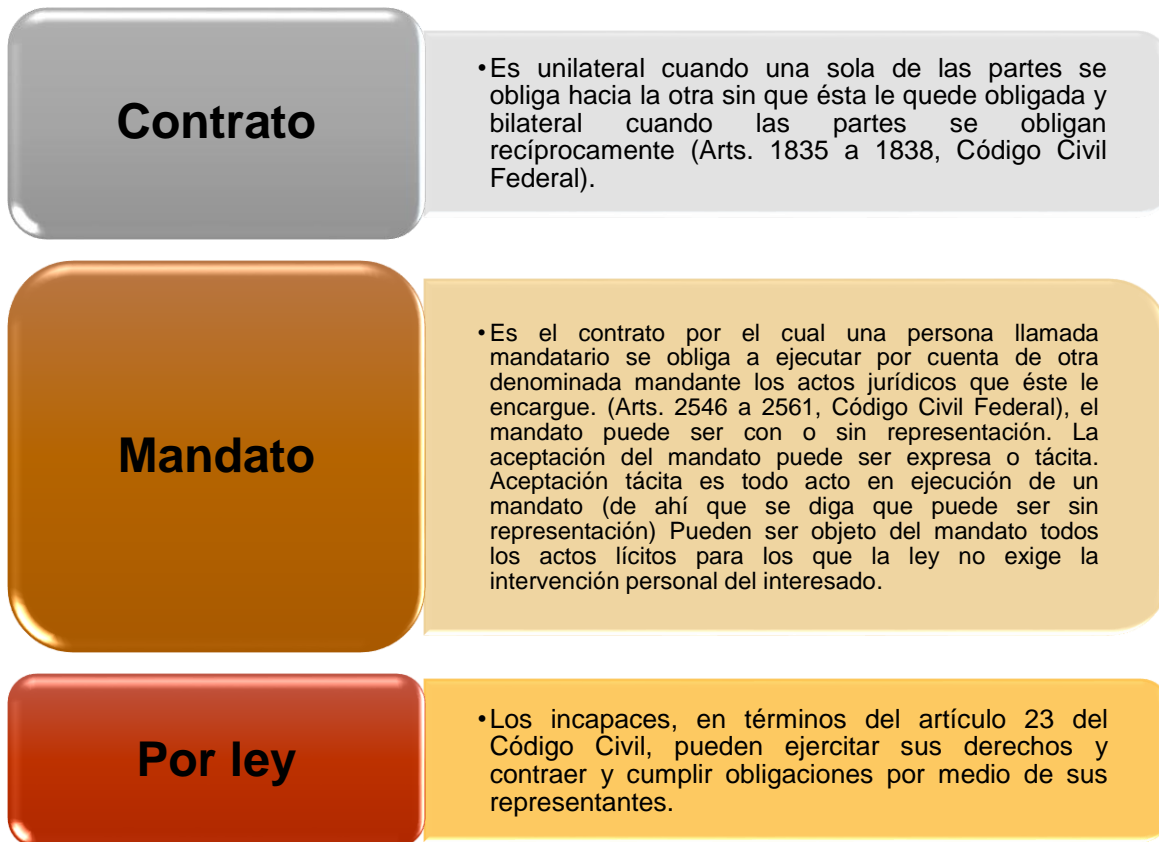 Contrato
•Es unilateral cuando una sola de las partes se
obliga hacia la otra sin que ésta le quede obligada y
bilateral cuando las partes se obligan
recíprocamente (Arts. 1835 a 1838, Código Civil
Federal).
Mandato
•Es el contrato por el cual una persona llamada
mandatario se obliga a ejecutar por cuenta de otra
denominada mandante los actos jurídicos que éste le
encargue. (Arts. 2546 a 2561, Código Civil Federal), el
mandato puede ser con o sin representación. La
aceptación del mandato puede ser expresa o tácita.
Aceptación tácita es todo acto en ejecución de un
mandato (de ahí que se diga que puede ser sin
representación) Pueden ser objeto del mandato todos
los actos lícitos para los que la ley no exige la
intervención personal del interesado.
Por ley
•Los incapaces, en términos del artículo 23 del
Código Civil, pueden ejercitar sus derechos y
contraer y cumplir obligaciones por medio de sus
representantes.